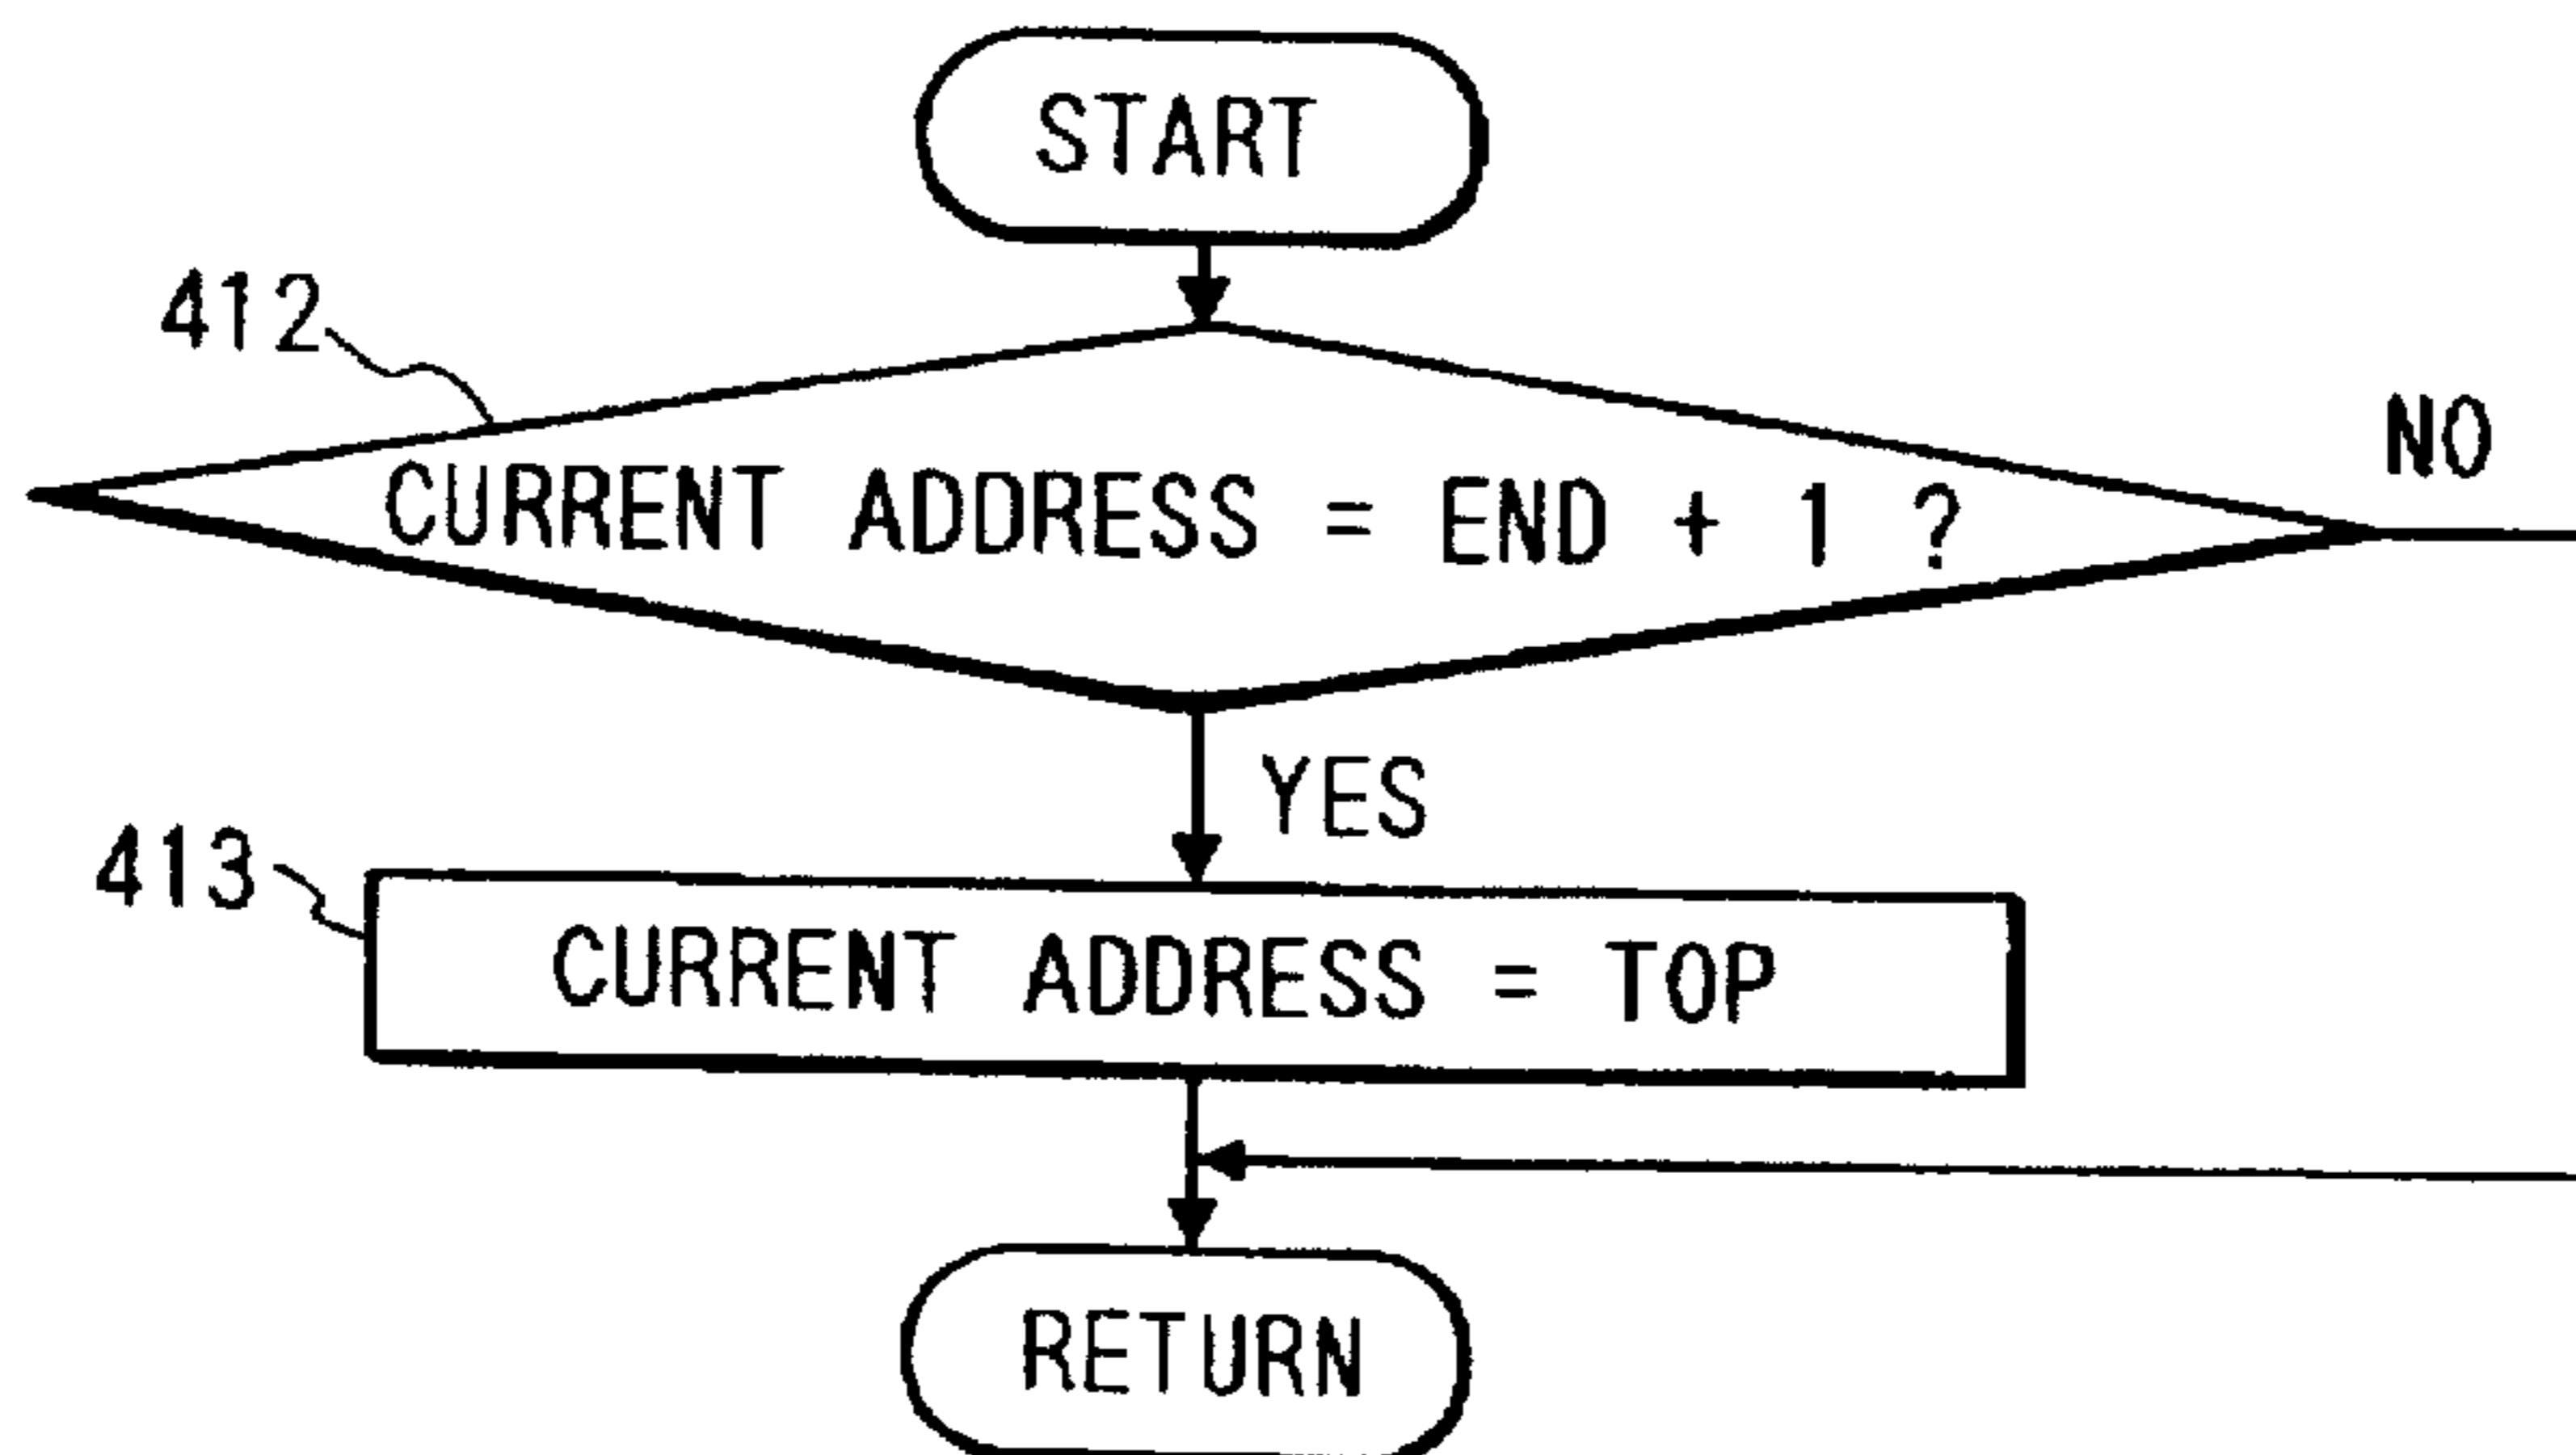 START
412
CURRENT ADDRESS = END + 1 ?
NO
YES
413
CURRENT ADDRESS = TOP
RETURN